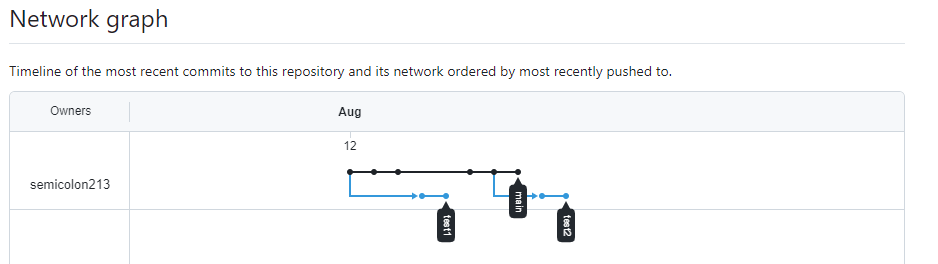 Network graph
Timeline of the most recent commits to this repository and its network ordered by most recently pushed to.
Owners
Aug
12
semicolon213
main
test1
test2